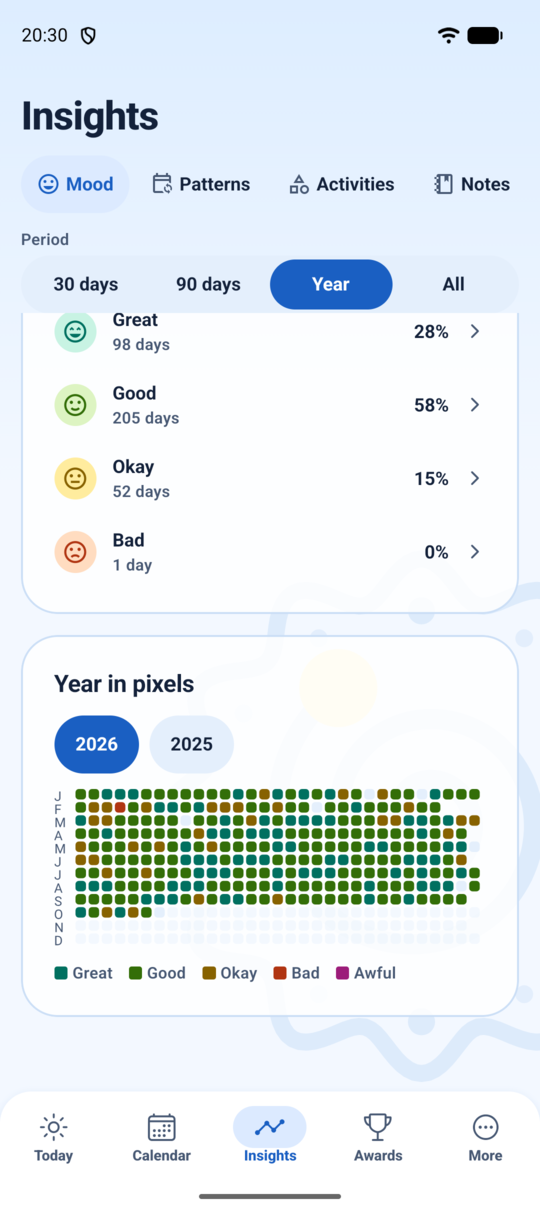 20:30
Insights
Mood Patterns Activities Notes
Period
30 days 90 days Year All
Great
98 days
28%
Good
205 days
58%
Okay
52 days
15%
Bad
1 day
0%
Year in pixels
2026 2025
J
F
M
A
M
J
J
A
S
O
N
D
Great Good Okay Bad Awful
Today Calendar Insights Awards More